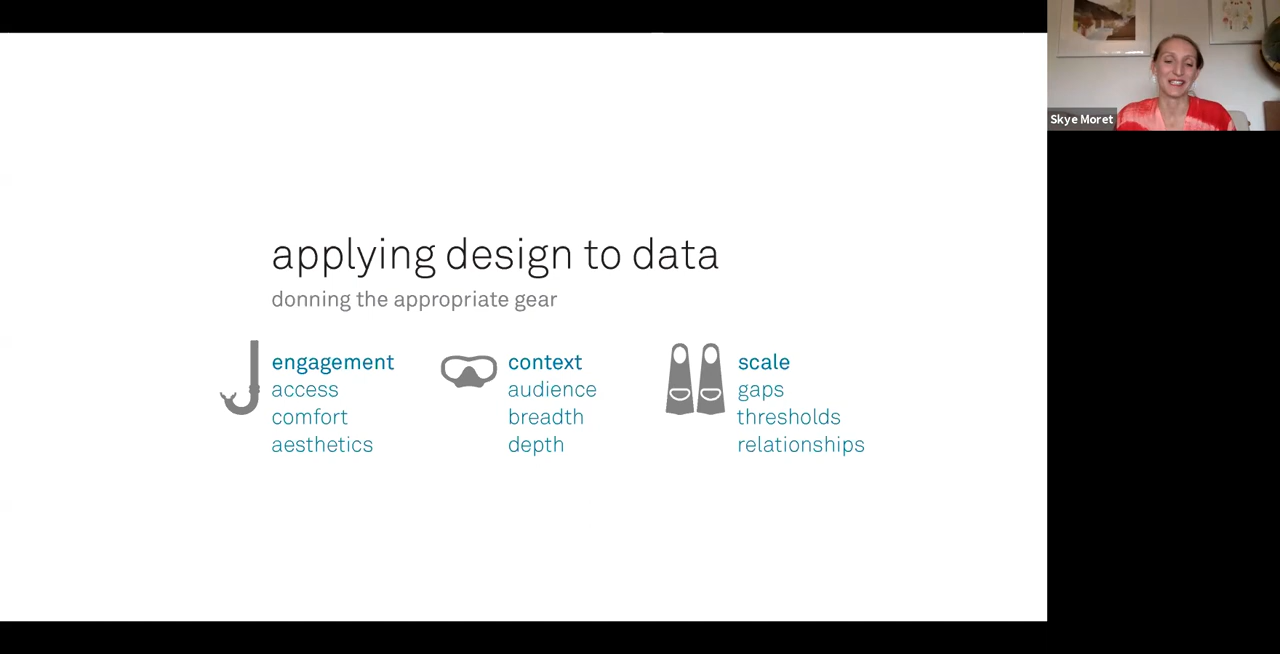 applying design to data
donning the appropriate gear
engagement
access
comfort
aesthetics
context
audience
breadth
depth
scale
gaps
thresholds
relationships
Skye Moret